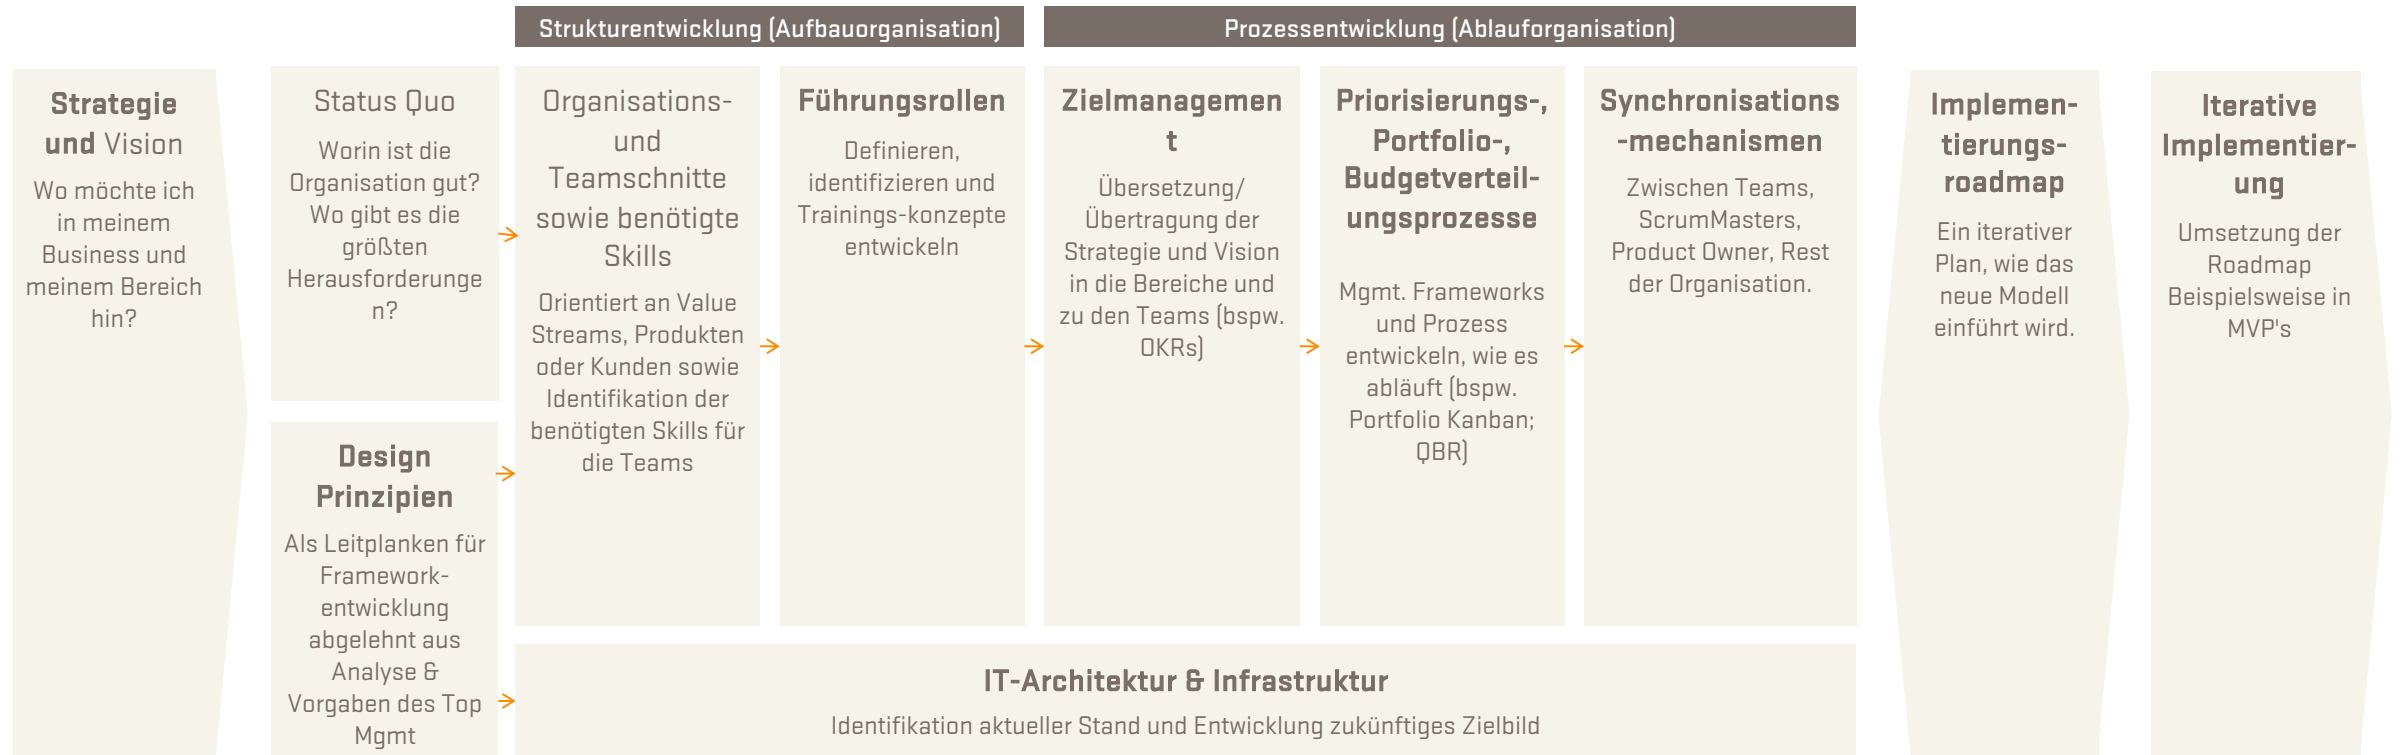 Strukturentwicklung (Aufbauorganisation)
Prozessentwicklung (Ablauforganisation)
Strategie
und Vision
Wo möchte ich
in meinem
Business und
meinem Bereich
hin?
Status Quo
Worin ist die
Organisation gut?
Wo gibt es die
größten
Herausforderunge
n?
Design
Prinzipien
Als Leitplanken für
Framework-
entwicklung
abgelehnt aus
Analyse &
Vorgaben des Top
Mgmt
Organisations-
und
Teamschnitte
sowie benötigte
Skills
Orientiert an Value
Streams, Produkten
oder Kunden sowie
Identifikation der
benötigten Skills für
die Teams
Führungsrollen
Definieren,
identifizieren und
Trainings-konzepte
entwickeln
Zielmanagemen
t
Übersetzung/
Übertragung der
Strategie und Vision
in die Bereiche und
zu den Teams (bspw.
OKRs)
Priorisierungs-,
Portfolio-,
Budgetverteil-
ungsprozesse
Mgmt. Frameworks
und Prozess
entwickeln, wie es
abläuft (bspw.
Portfolio Kanban;
QBR)
Synchronisations
-mechanismen
Zwischen Teams,
ScrumMasters,
Product Owner, Rest
der Organisation.
IT-Architektur & Infrastruktur
Identifikation aktueller Stand und Entwicklung zukünftiges Zielbild
Implemen-
tierungs-
roadmap
Ein iterativer
Plan, wie das
neue Modell
einführt wird.
Iterative
Implementier-
ung
Umsetzung der
Roadmap
Beispielsweise in
MVP's